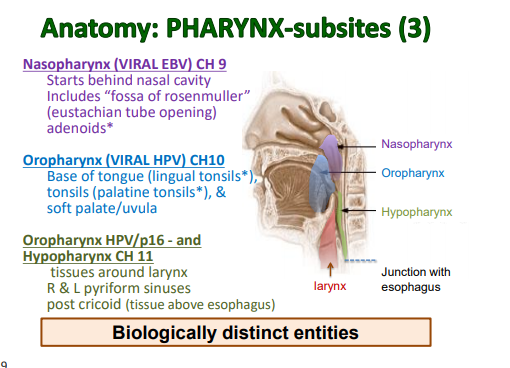 Anatomy: PHARYNX-subsites (3)
Nasopharynx (VIRAL EBV) CH 9
Starts behind nasal cavity
Includes “fossa of rosenmuller”
(eustachian tube opening)
adenoids*
Oropharynx (VIRAL HPV) CH10
Base of tongue (lingual tonsils*),
tonsils (palatine tonsils*), &
soft palate/uvula
Oropharynx HPV/p16 - and
Hypopharynx CH 11
tissues around larynx
R & L pyriform sinuses
post cricoid (tissue above esophagus)
Nasopharynx
Oropharynx
Hypopharynx
larynx
Junction with
esophagus
Biologically distinct entities
9